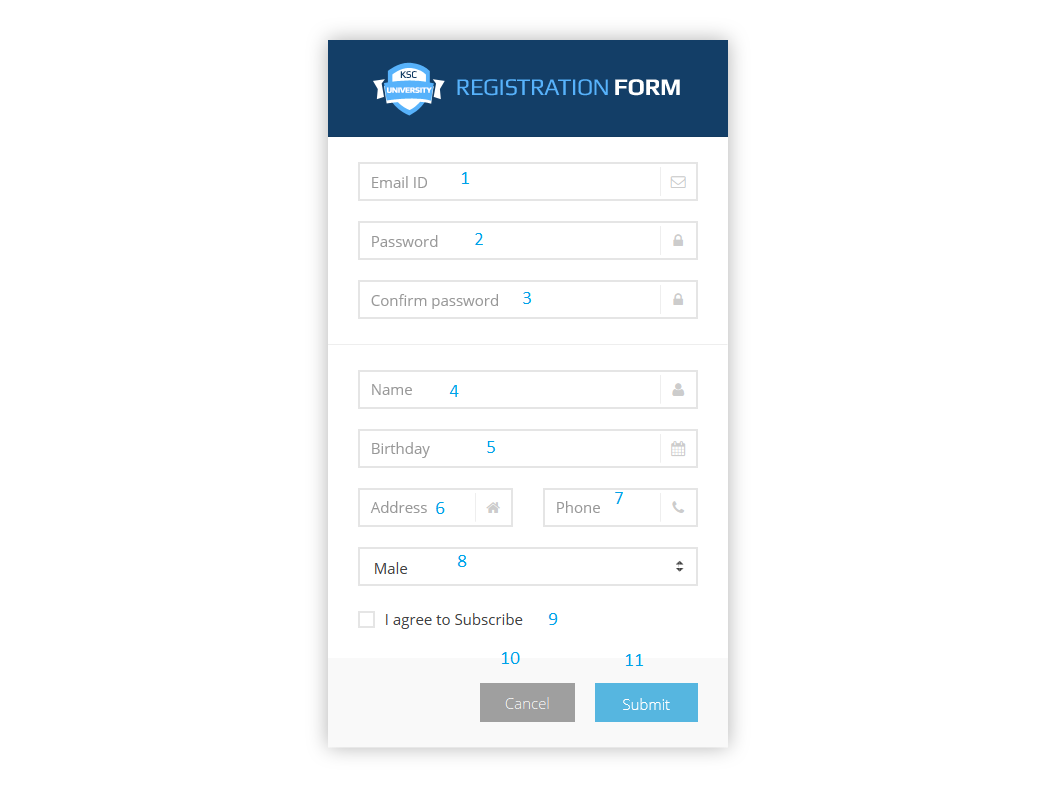 KSC
UNIVERSITY
REGISTRATION FORM
Email ID 1
Password 2
Confirm password 3
Name 4
Birthday 5
Address 6
Phone 7
Male 8
I agree to Subscribe 9
10 11
Cancel Submit